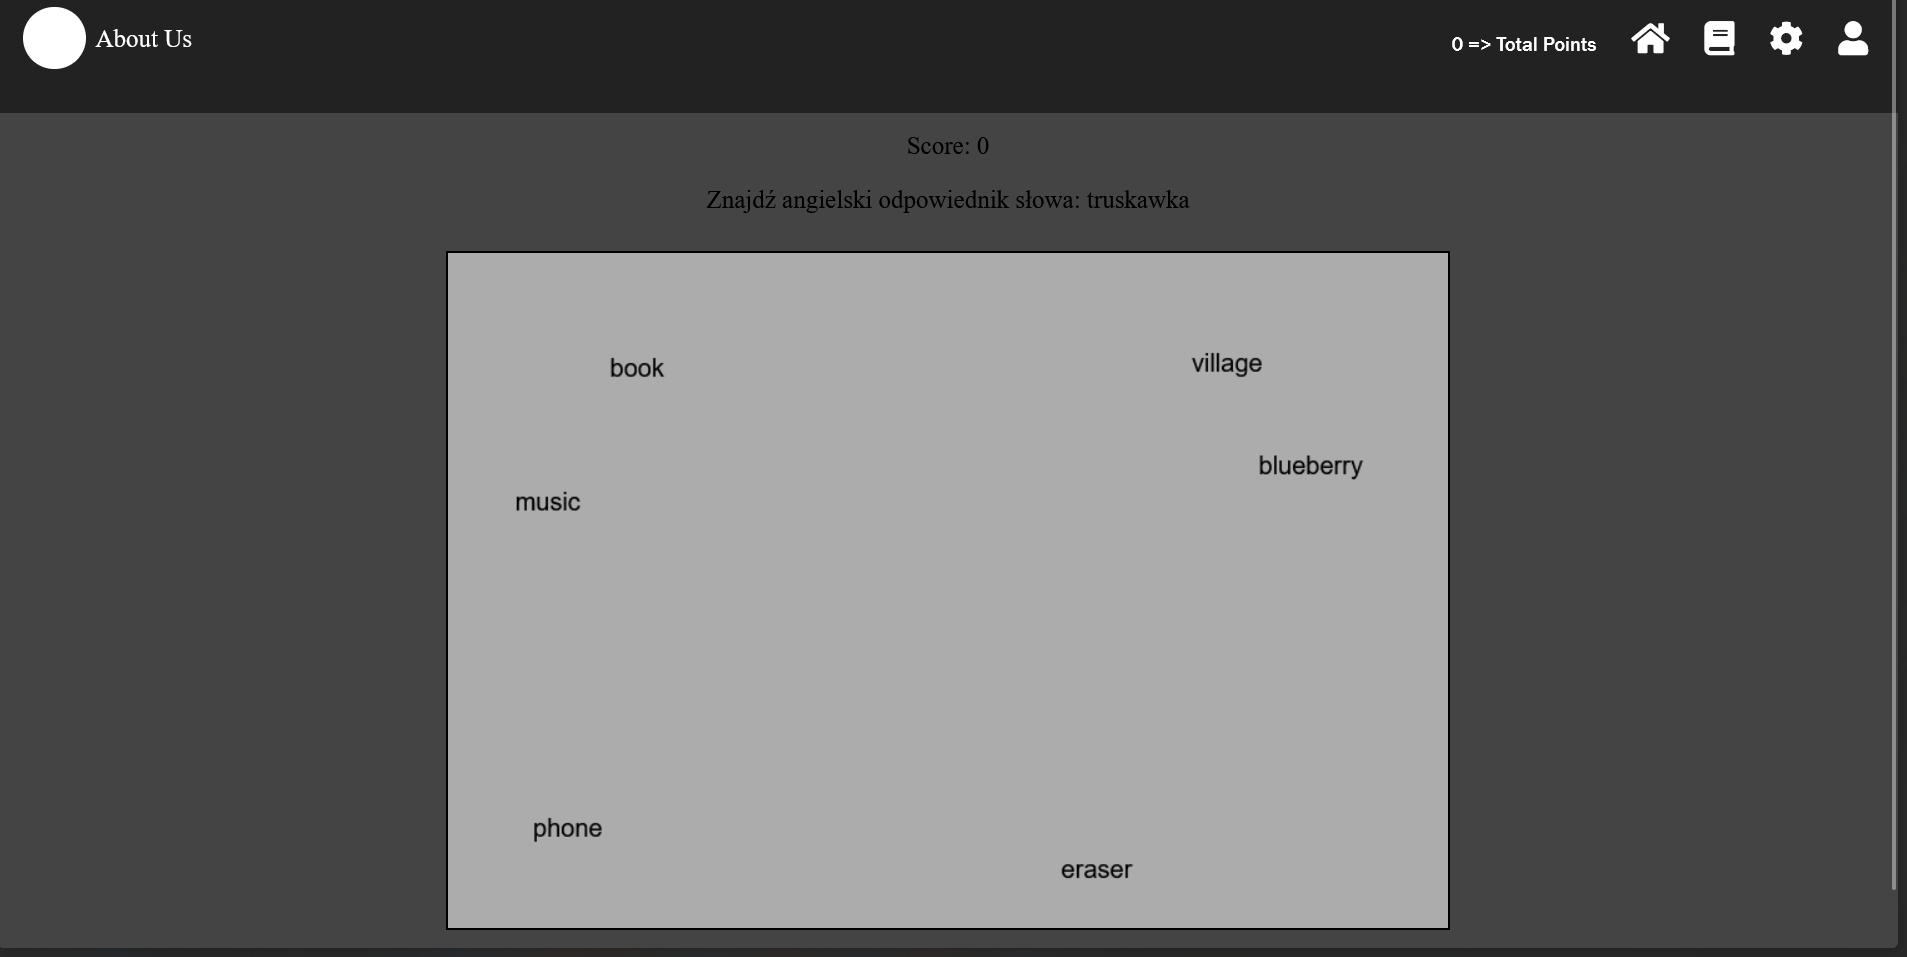 About Us
0 => Total Points
Score: 0
Znajdź angielski odpowiednik słowa: truskawka
book
village
blueberry
music
phone
eraser